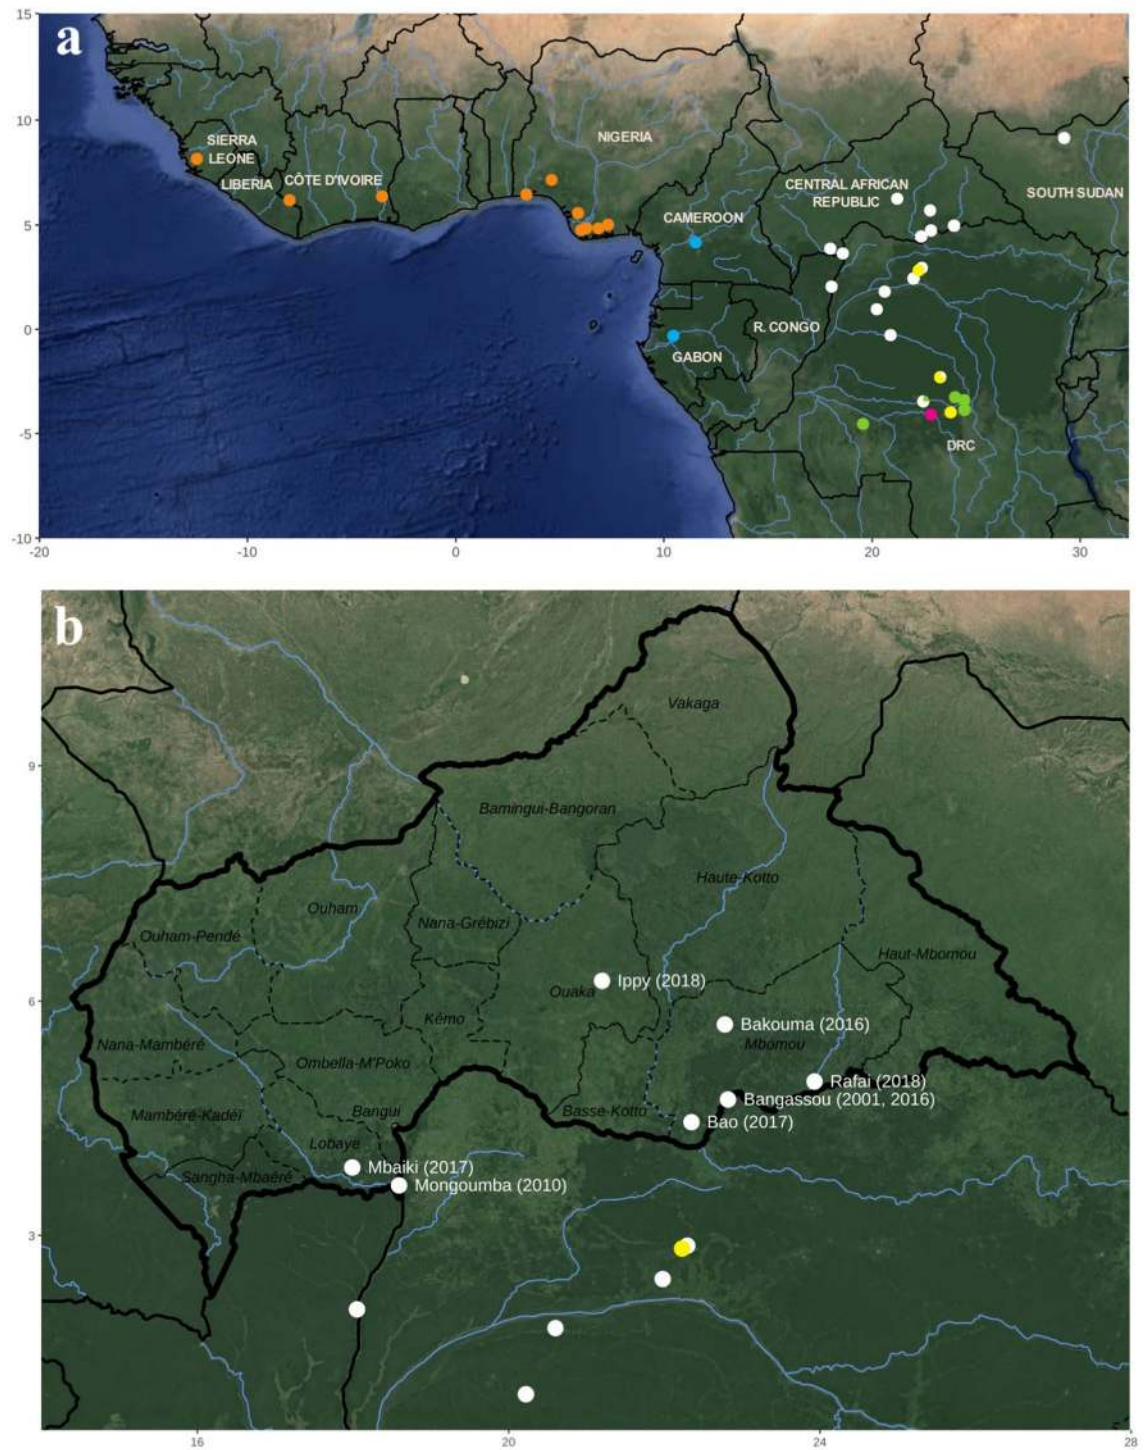 a
15
10
5
0
-5
-10
-20
-10
0
10
20
30
SIERRA
LEONE
LIBERIA
CÔTE D'IVOIRE
NIGERIA
CAMEROON
CENTRAL AFRICAN
REPUBLIC
SOUTH SUDAN
R. CONGO
GABON
DRC
b
9
6
3
16
20
24
28
Vakaga
Bamingui-Bangoran
Haute-Kotto
Ouham
Nana-Grébizi
Ouham-Pendé
Haut-Mbomou
Ippy (2018)
Ouaka
Kémo
Bakouma (2016)
Mbomou
Nana-Mambéré
Ombella-M'Poko
Rafai (2018)
Bangassou (2001, 2016)
Mambéré-Kadéï
Bangui
Basse-Kotto
Bao (2017)
Lobaye
Mbaiki (2017)
Sangha-Mbaéré
Mongoumba (2010)